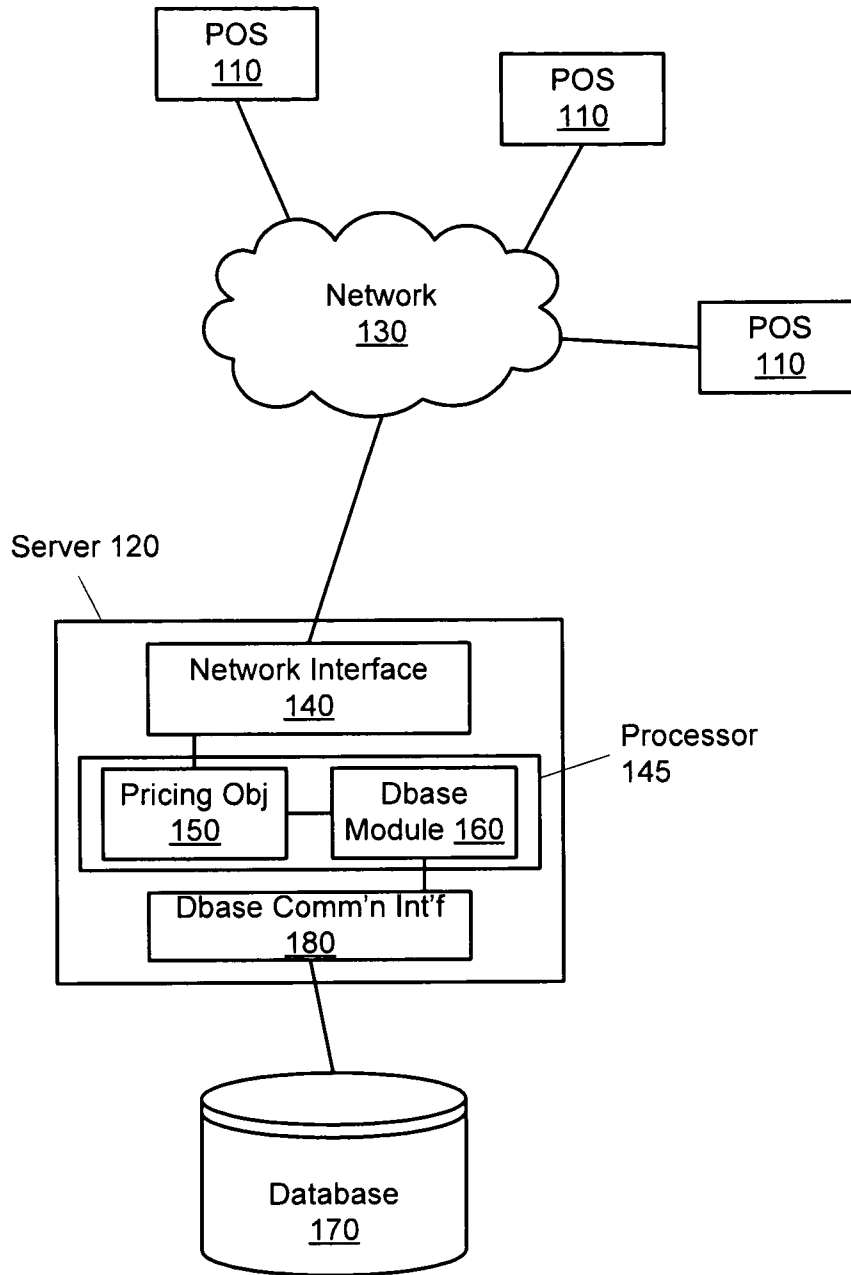 POS
110
POS
110
Network
130
POS
110
Server 120
Network Interface
140
Processor
145
Pricing Obj
150
Dbase
Module 160
Dbase Comm'n Int'f
180
Database
170